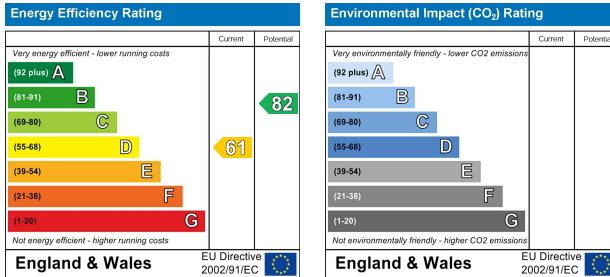 Energy Efficiency Rating
Current Potential
Very energy efficient - lower running costs
(92 plus) A
(81-91) B
82
(69-80) C
(55-68) D
61
(39-54) E
(21-38) F
(1-20) G
Not energy efficient - higher running costs
England & Wales
EU Directive
2002/91/EC
Environmental Impact (CO₂) Rating
Current Potential
Very environmentally friendly - lower CO2 emissions
(92 plus) A
(81-91) B
(69-80) C
(55-68) D
(39-54) E
(21-38) F
(1-20) G
Not environmentally friendly - higher CO2 emissions
England & Wales
EU Directive
2002/91/EC